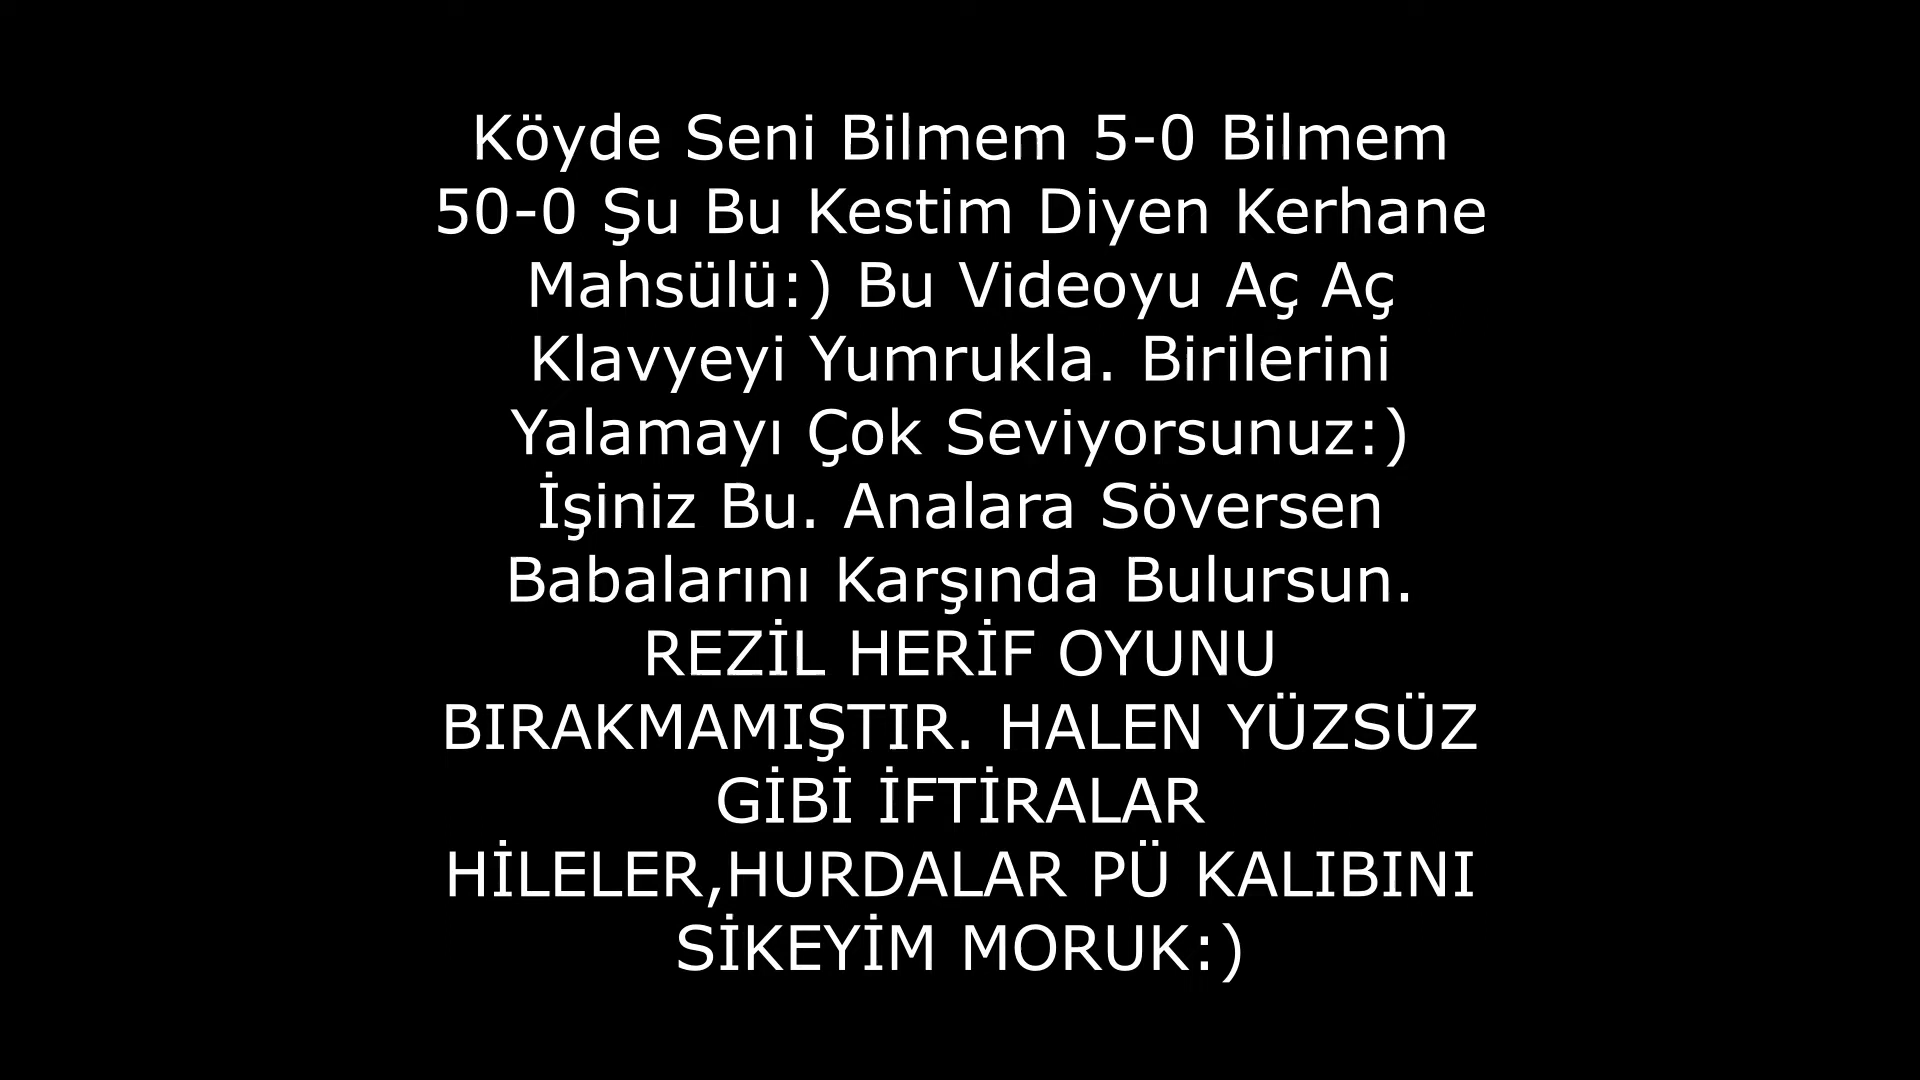 Köyde Seni Bilmem 5-0 Bilmem
50-0 Şu Bu Kestim Diyen Kerhane
Mahsülü:) Bu Videoyu Aç Aç
Klavyeyi Yumrukla. Birilerini
Yalamayı Çok Seviyorsunuz:)
İşiniz Bu. Analara Söversen
Babalarını Karşında Bulursun.
REZİL HERİF OYUNU
BIRAKMAMIŞTIR. HALEN YÜZSÜZ
GİBİ İFTİRALAR
HİLELER,HURDALAR PÜ KALIBINI
SİKEYİM MORUK:)